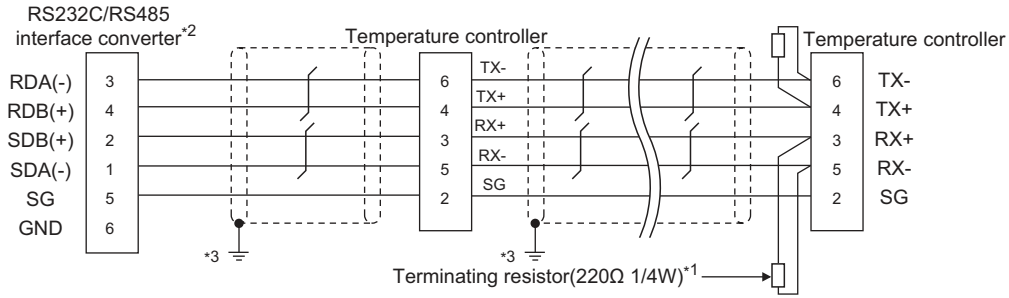 RS232C/RS485
interface converter*2
Temperature controller
Temperature controller
RDA(-) 3 6 TX- 6 TX-
RDB(+) 4 4 TX+ 4 TX+
SDB(+) 2 3 RX+ 3 RX+
SDA(-) 1 5 RX- 5 RX-
SG 5 2 SG 2 SG
GND 6
*3
*3
Terminating resistor(220Ω 1/4W)*1